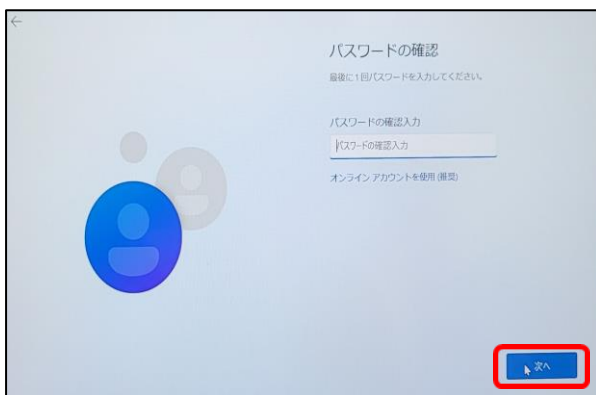 パスワードの確認
最後に1回パスワードを入力してください。
パスワードの確認入力
パスワードの確認入力
オンライン アカウントを使用 (推奨)
次へ